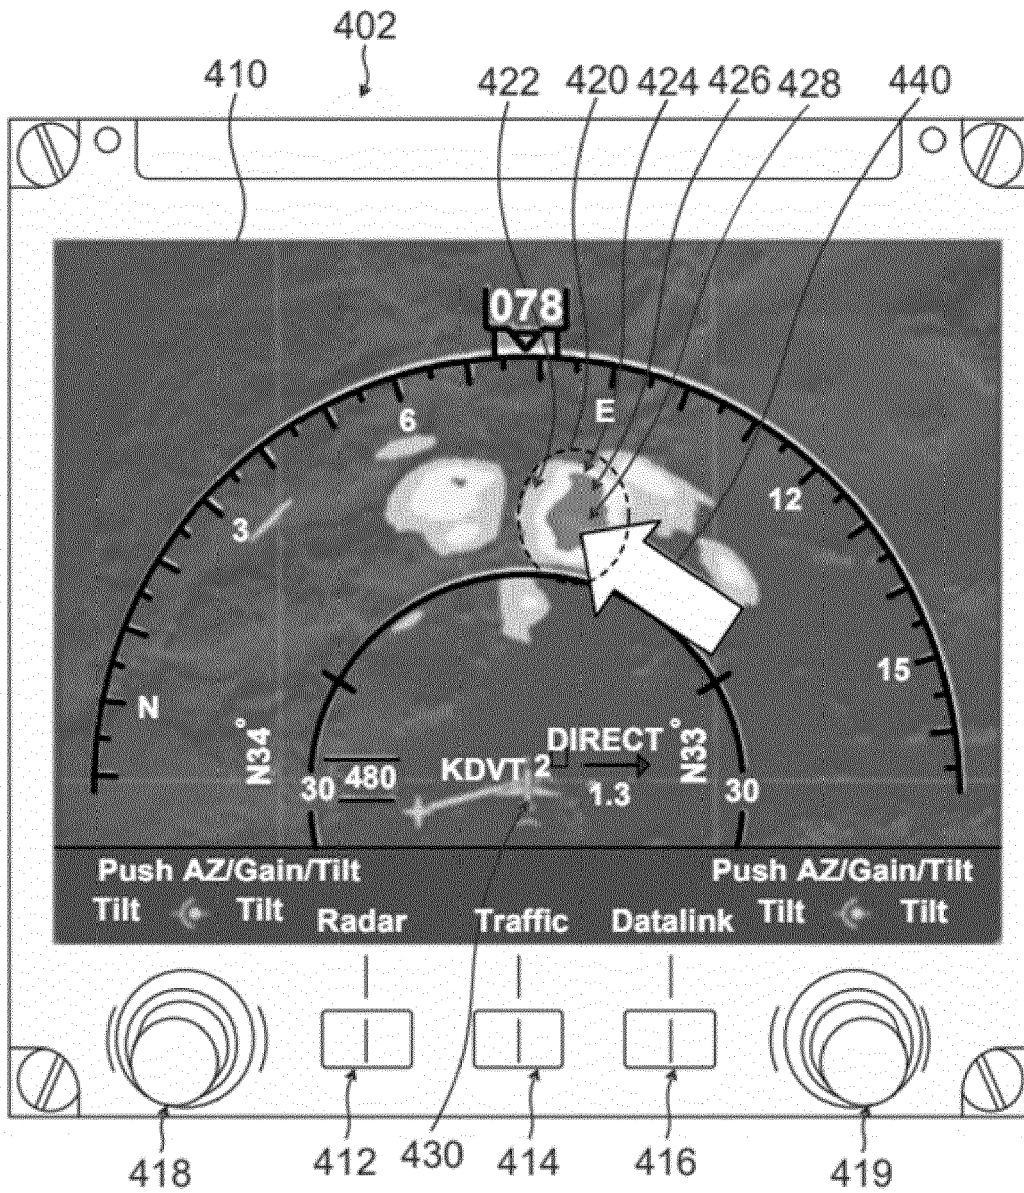 402
410
422
420
424
426
428
440
078
6
E
3
12
15
N
N34°
DIRECT
N33°
480
KDVT 2
30
1.3
30
Push AZ/Gain/Tilt
Push AZ/Gain/Tilt
Tilt
Tilt
Radar
Traffic
Datalink
Tilt
Tilt
418
412
430
414
416
419